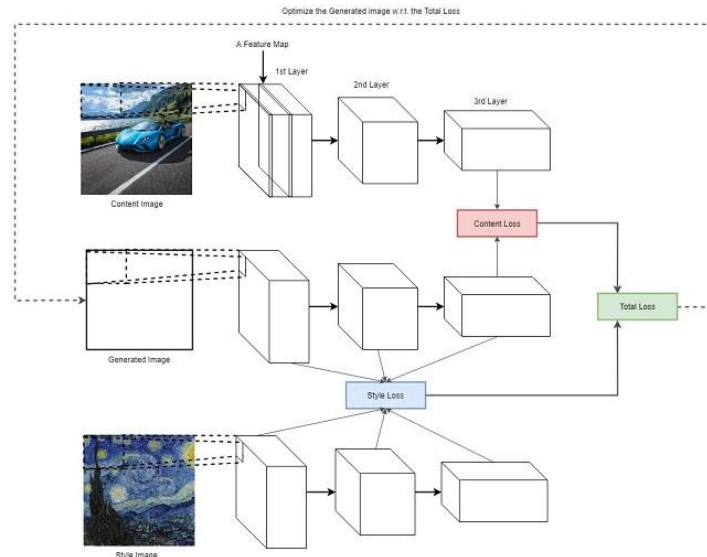 Optimize the Generated image w.r.t. the Total Loss
A Feature Map
1st Layer
2nd Layer
3rd Layer
Content Image
Content Loss
Total Loss
Generated Image
Style Loss
Style Image